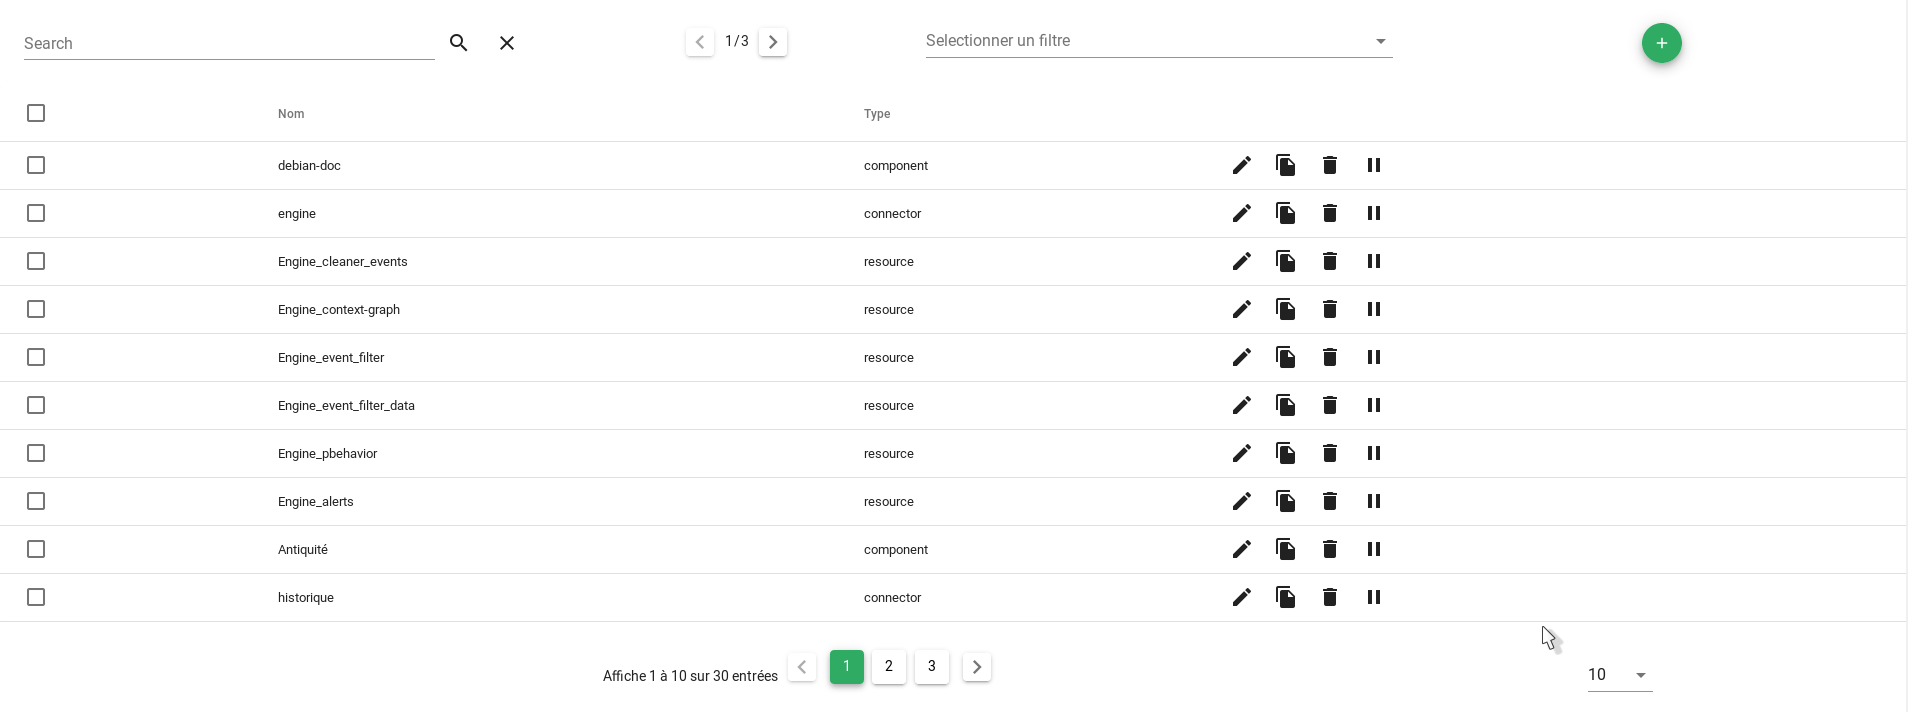 Search
1/3
Selectionner un filtre
Nom Type
debian-doc component
engine connector
Engine_cleaner_events resource
Engine_context-graph resource
Engine_event_filter resource
Engine_event_filter_data resource
Engine_pbehavior resource
Engine_alerts resource
Antiquité component
historique connector
Affiche 1 à 10 sur 30 entrées 1 2 3 10